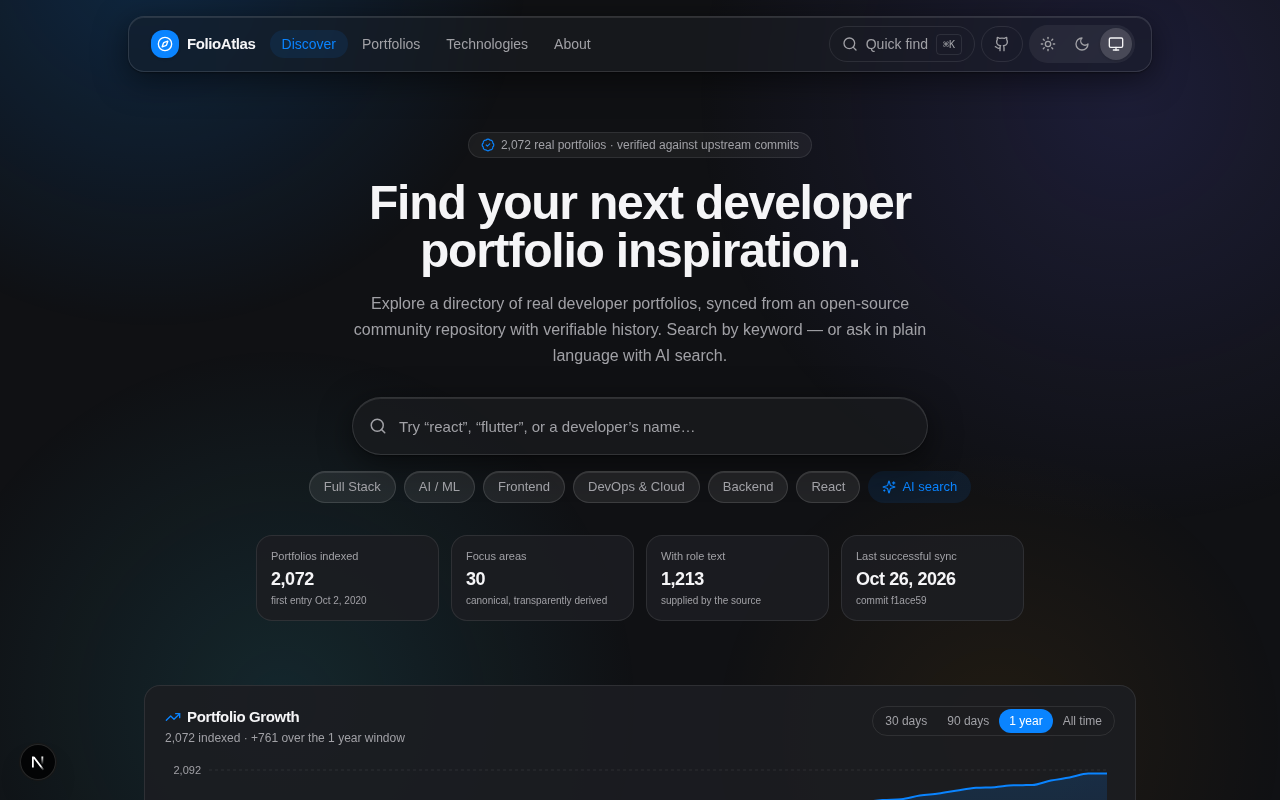 FolioAtlas
Discover
Portfolios
Technologies
About
Quick find
⌘K
2,072 real portfolios · verified against upstream commits
Find your next developer
portfolio inspiration.
Explore a directory of real developer portfolios, synced from an open-source
community repository with verifiable history. Search by keyword — or ask in plain
language with AI search.
Try “react”, “flutter”, or a developer’s name…
Full Stack
AI / ML
Frontend
DevOps & Cloud
Backend
React
AI search
Portfolios indexed
2,072
first entry Oct 2, 2020
Focus areas
30
canonical, transparently derived
With role text
1,213
supplied by the source
Last successful sync
Oct 26, 2026
commit f1ace59
Portfolio Growth
2,072 indexed · +761 over the 1 year window
30 days
90 days
1 year
All time
2,092
N